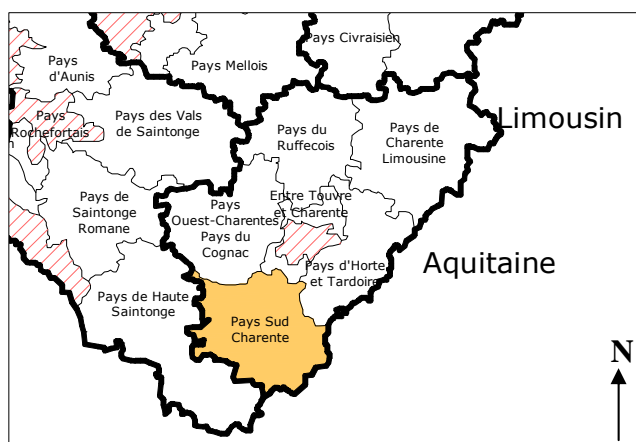 Pays Civraisien
Pays
d'Aunis
Pays Mellois
Pays
Rochefortais
Pays des Vals
de Saintonge
Limousin
Pays du
Ruffecois
Pays de
Charente
Limousine
Pays de
Saintonge
Romane
Pays
Ouest-Charentes
Pays du
Cognac
Entre Touvre
et Charente
Pays d'Horte
et Tardoire
Aquitaine
Pays de Haute
Saintonge
Pays Sud
Charente
N